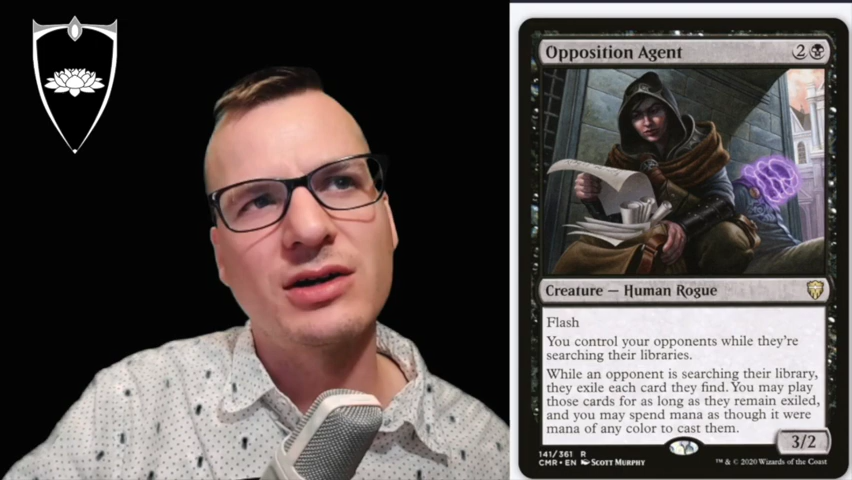 Opposition Agent 2
Creature — Human Rogue
Flash
You control your opponents while they're
searching their libraries.
While an opponent is searching their library,
they exile each card they find. You may play
those cards for as long as they remain exiled,
and you may spend mana as though it were
mana of any color to cast them.
3/2
141/361 R
CMR • EN Scott Murphy
™ & © 2020 Wizards of the Coast